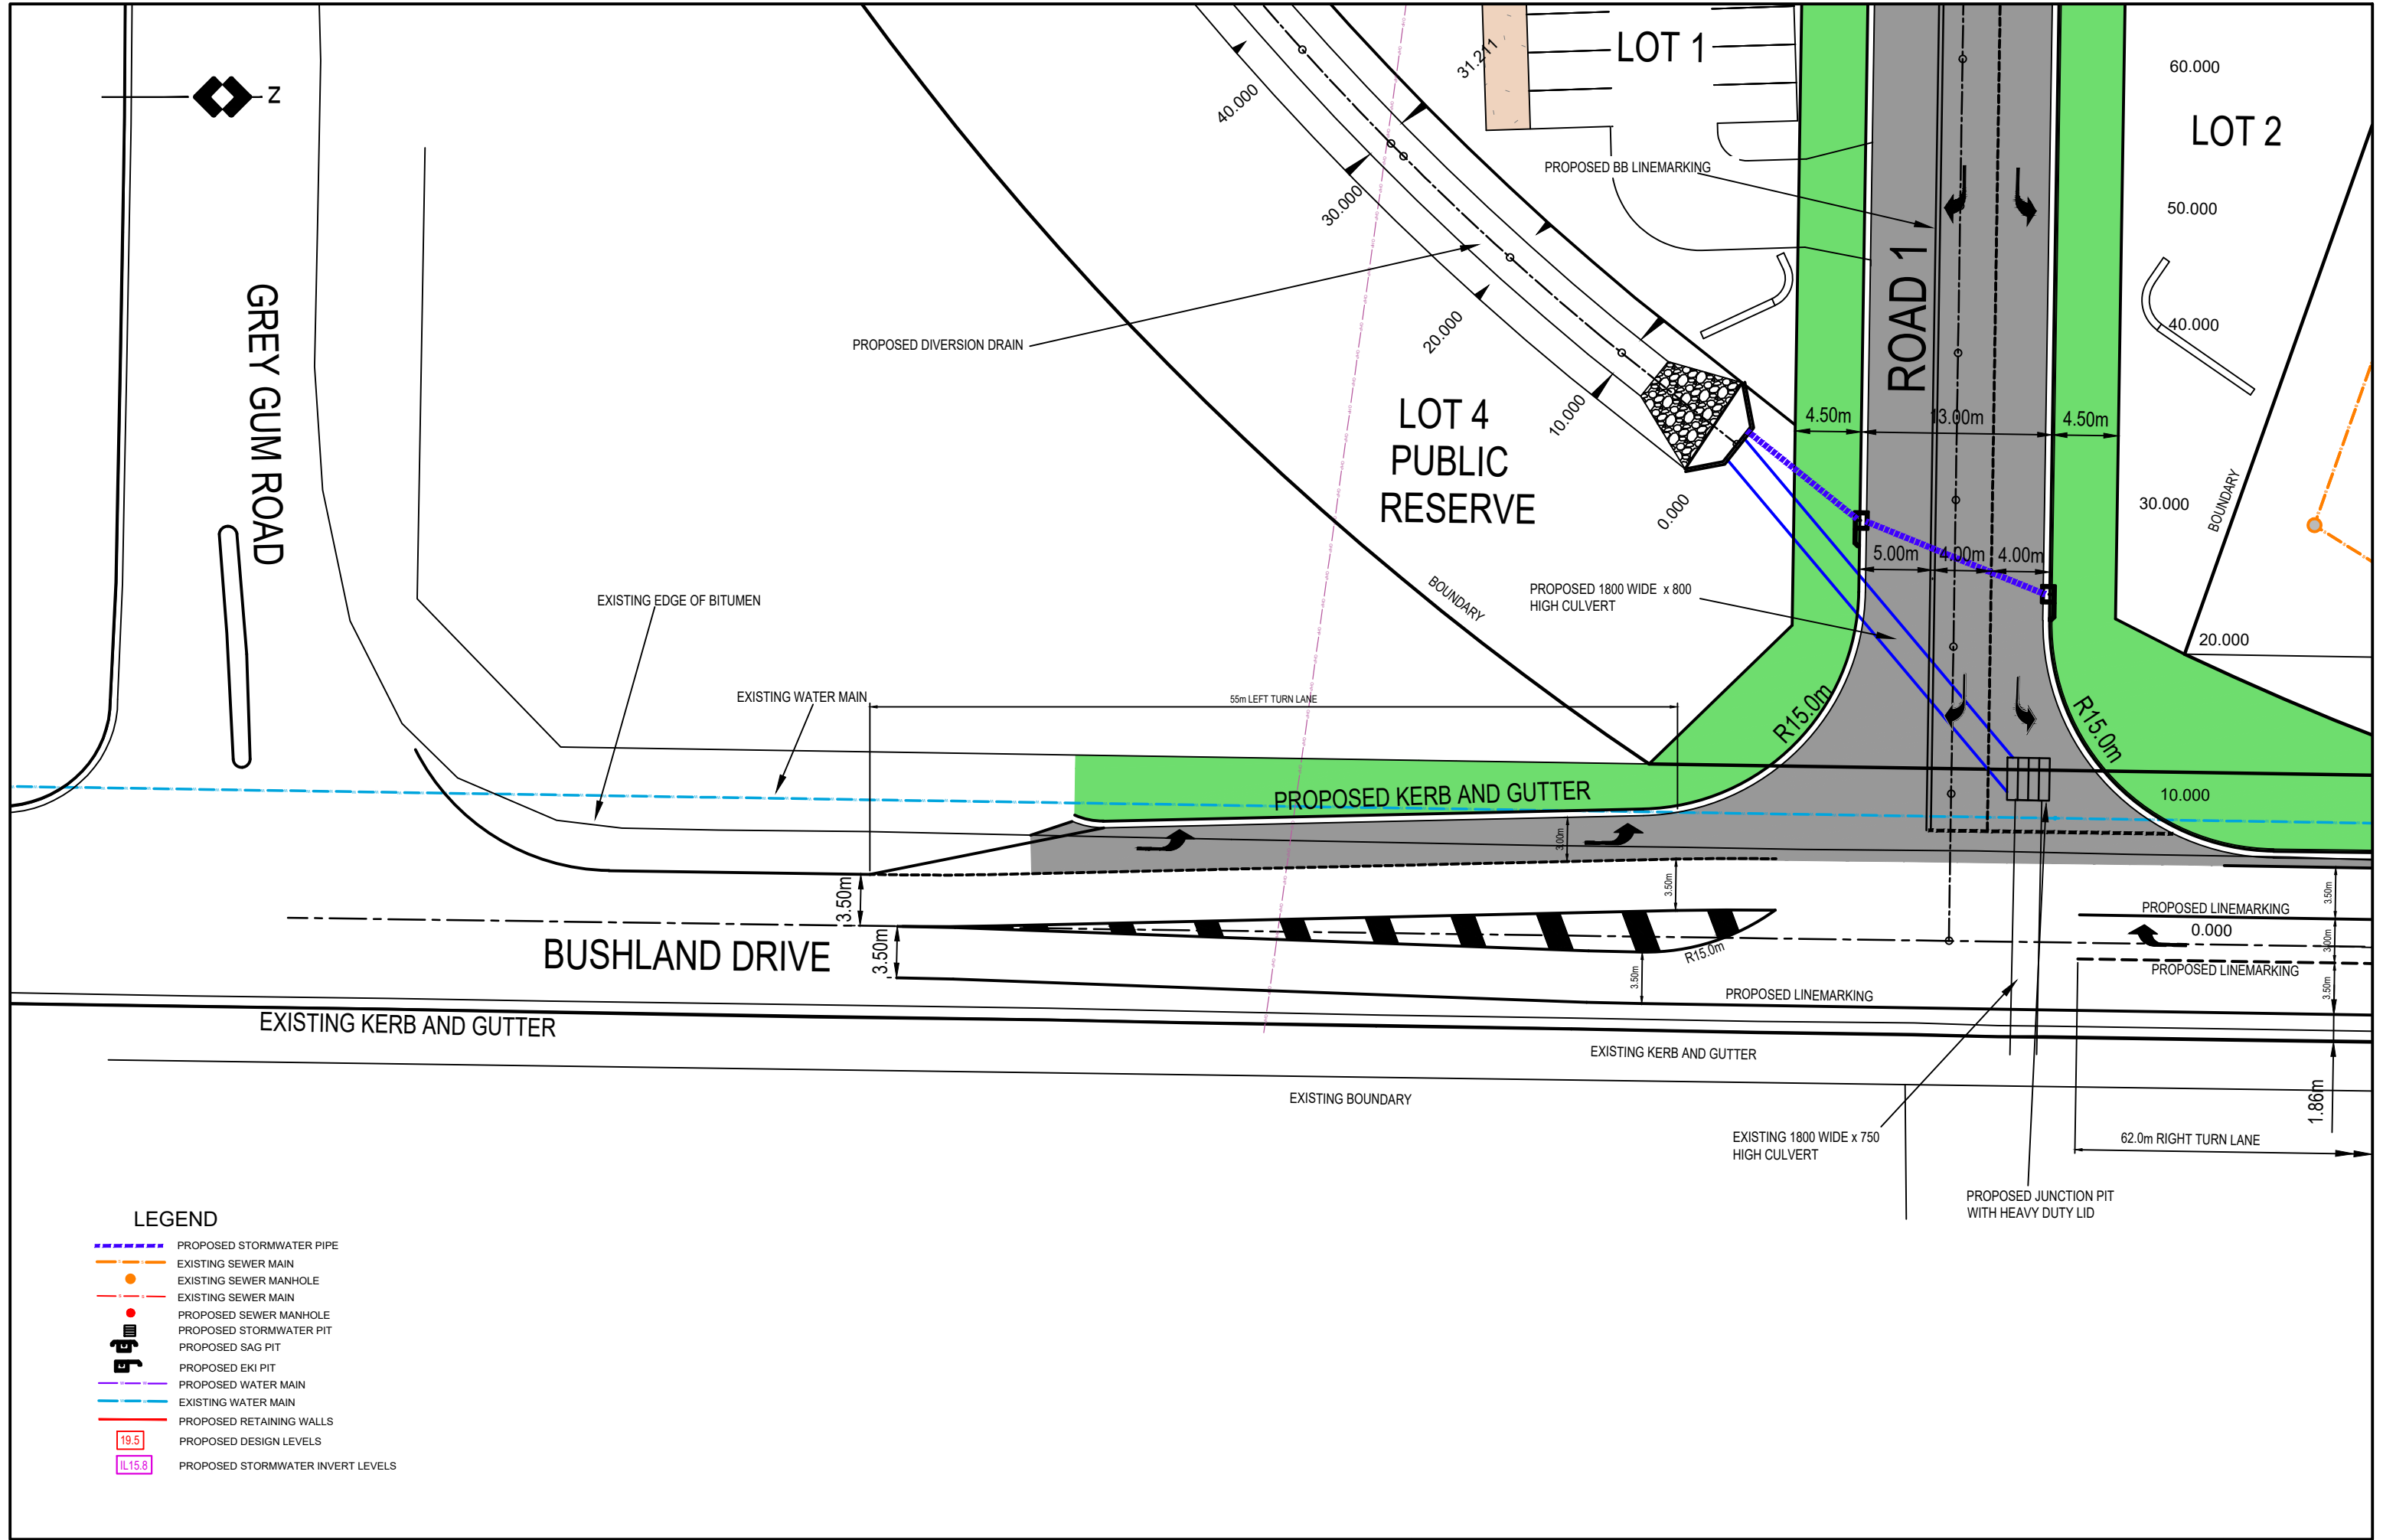 Z
GREY GUM ROAD
40.000
31.211
LOT 1
60.000
LOT 2
PROPOSED BB LINEMARKING
30.000
50.000
ROAD 1
PROPOSED DIVERSION DRAIN
20.000
40.000
10.000
LOT 4
PUBLIC
RESERVE
4.50m
13.00m
4.50m
0.000
30.000
BOUNDARY
5.00m
4.00m
4.00m
EXISTING EDGE OF BITUMEN
BOUNDARY
PROPOSED 1800 WIDE x 800
HIGH CULVERT
20.000
EXISTING WATER MAIN
55m LEFT TURN LANE
R15.0m
R15.0m
PROPOSED KERB AND GUTTER
10.000
3.00m
3.50m
3.50m
3.50m
PROPOSED LINEMARKING
0.000
3.00m
BUSHLAND DRIVE
3.50m
R15.0m
3.50m
PROPOSED LINEMARKING
3.50m
PROPOSED LINEMARKING
EXISTING KERB AND GUTTER
EXISTING KERB AND GUTTER
EXISTING BOUNDARY
1.86m
EXISTING 1800 WIDE x 750
HIGH CULVERT
62.0m RIGHT TURN LANE
PROPOSED JUNCTION PIT
WITH HEAVY DUTY LID
LEGEND
PROPOSED STORMWATER PIPE
EXISTING SEWER MAIN
EXISTING SEWER MANHOLE
EXISTING SEWER MAIN
PROPOSED SEWER MANHOLE
PROPOSED STORMWATER PIT
PROPOSED SAG PIT
PROPOSED EKI PIT
PROPOSED WATER MAIN
EXISTING WATER MAIN
PROPOSED RETAINING WALLS
19.5 PROPOSED DESIGN LEVELS
IL15.8 PROPOSED STORMWATER INVERT LEVELS